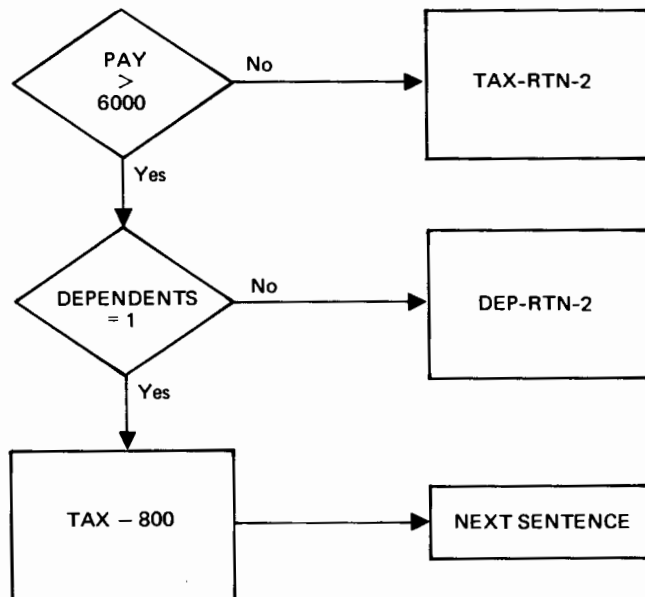 PAY
>
6000
No
TAX-RTN-2
Yes
DEPENDENTS
= 1
No
DEP-RTN-2
Yes
TAX – 800
NEXT SENTENCE